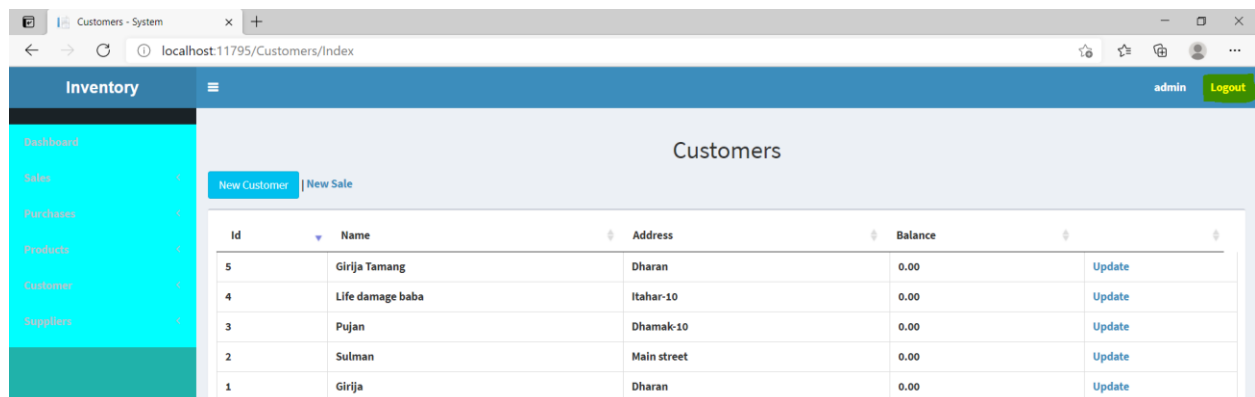 Customers - System
localhost:11795/Customers/Index
Inventory
admin
Logout
Dashboard
Sales
Purchases
Products
Customer
Suppliers
Customers
New Customer | New Sale
Id Name Address Balance
5 Girija Tamang Dharan 0.00 Update
4 Life damage baba Itahar-10 0.00 Update
3 Pujan Dhamak-10 0.00 Update
2 Sulman Main street 0.00 Update
1 Girija Dharan 0.00 Update